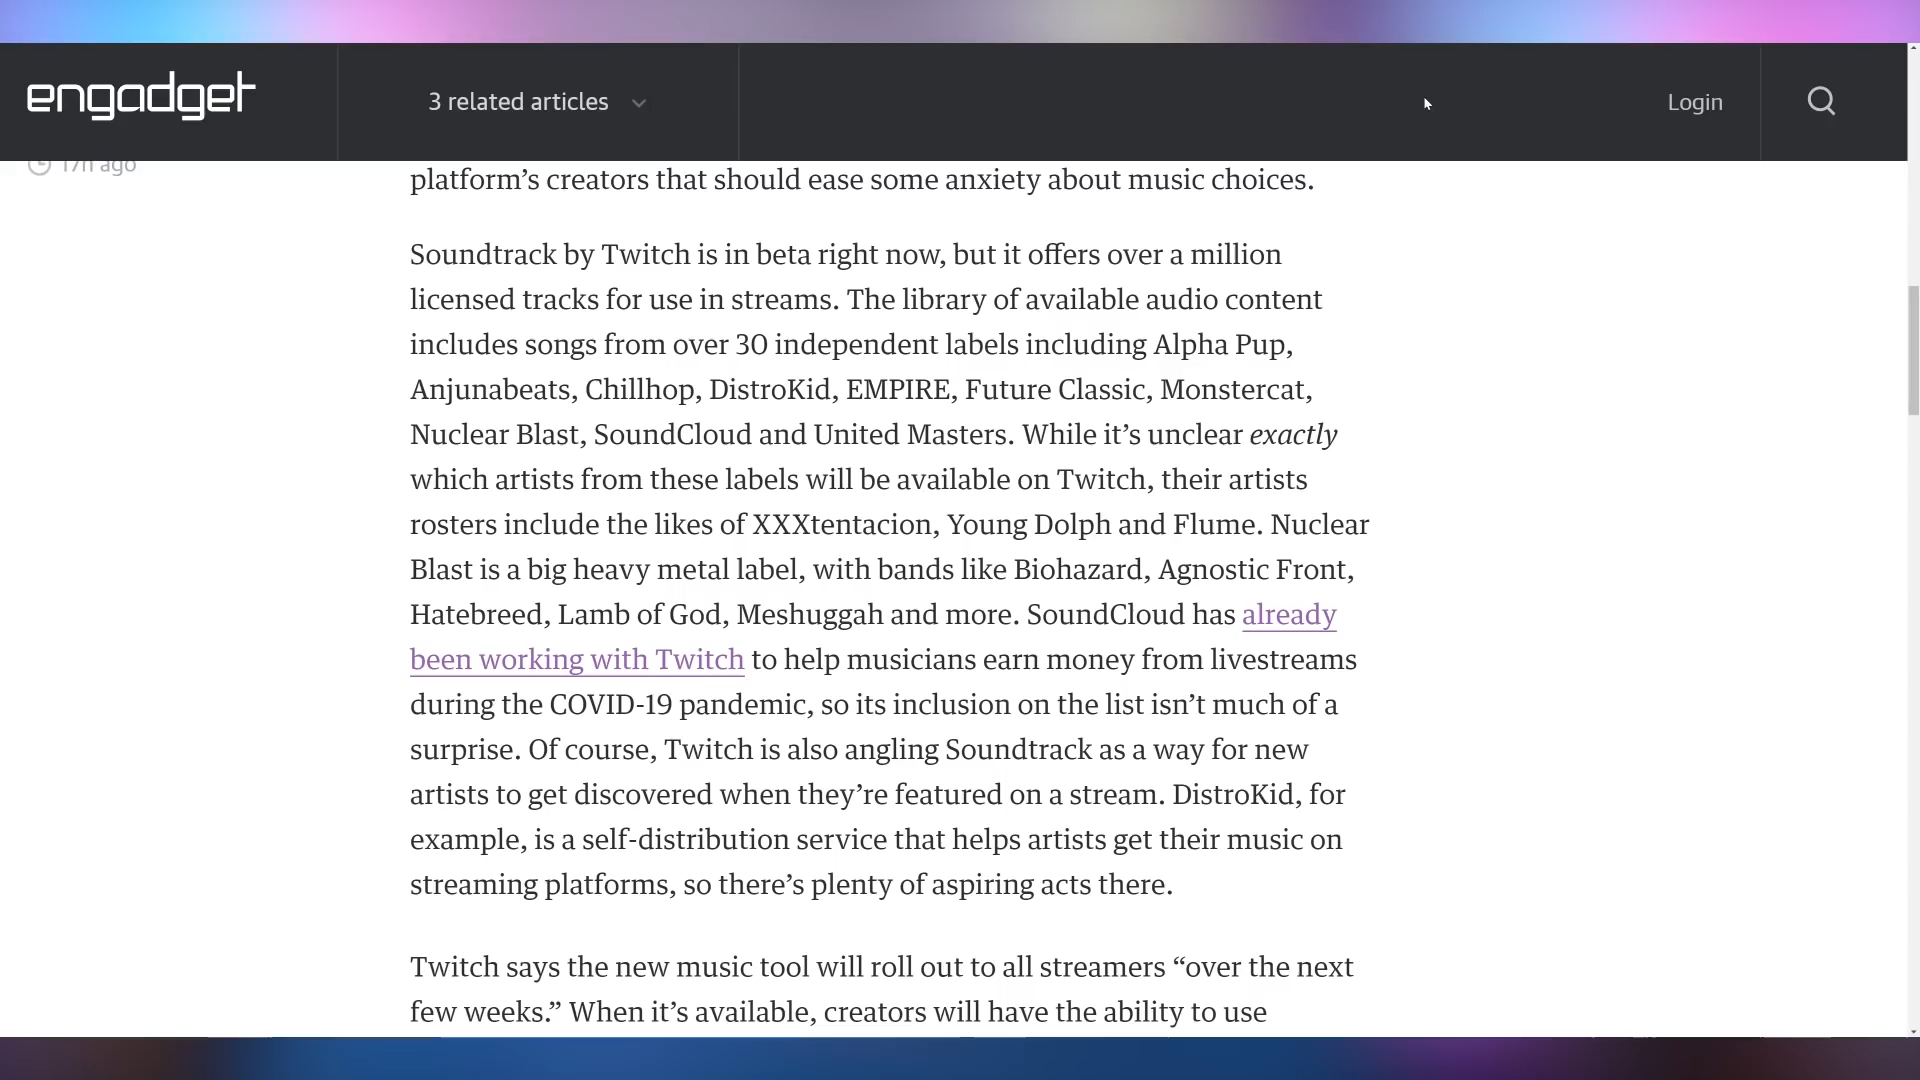 engadget
3 related articles
Login
17h ago
platform’s creators that should ease some anxiety about music choices.
Soundtrack by Twitch is in beta right now, but it offers over a million
licensed tracks for use in streams. The library of available audio content
includes songs from over 30 independent labels including Alpha Pup,
Anjunabeats, Chillhop, DistroKid, EMPIRE, Future Classic, Monstercat,
Nuclear Blast, SoundCloud and United Masters. While it’s unclear exactly
which artists from these labels will be available on Twitch, their artists
rosters include the likes of XXXtentacion, Young Dolph and Flume. Nuclear
Blast is a big heavy metal label, with bands like Biohazard, Agnostic Front,
Hatebreed, Lamb of God, Meshuggah and more. SoundCloud has already
been working with Twitch to help musicians earn money from livestreams
during the COVID-19 pandemic, so its inclusion on the list isn’t much of a
surprise. Of course, Twitch is also angling Soundtrack as a way for new
artists to get discovered when they’re featured on a stream. DistroKid, for
example, is a self-distribution service that helps artists get their music on
streaming platforms, so there’s plenty of aspiring acts there.
Twitch says the new music tool will roll out to all streamers “over the next
few weeks.” When it’s available, creators will have the ability to use